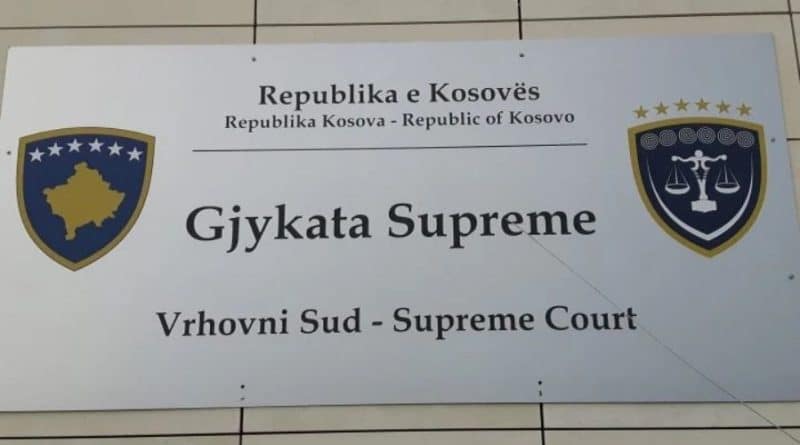 Republika e Kosovës
Republika Kosova - Republic of Kosovo
Gjykata Supreme
Vrhovni Sud - Supreme Court